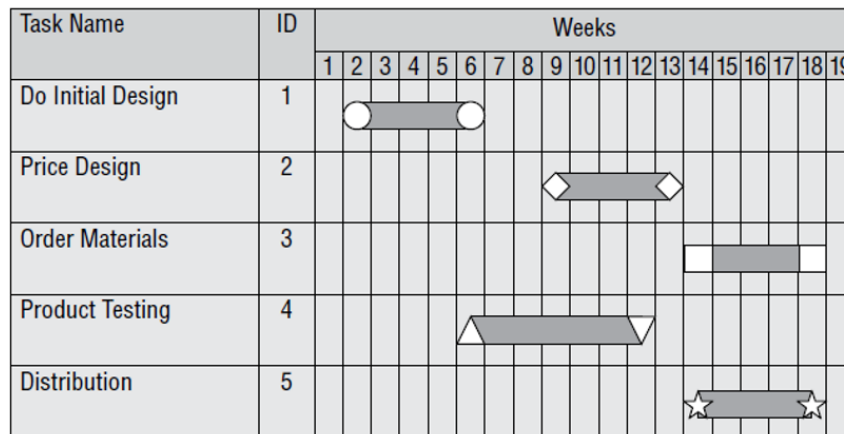 Task Name ID Weeks
1 2 3 4 5 6 7 8 9 10 11 12 13 14 15 16 17 18 19
Do Initial Design 1
Price Design 2
Order Materials 3
Product Testing 4
Distribution 5